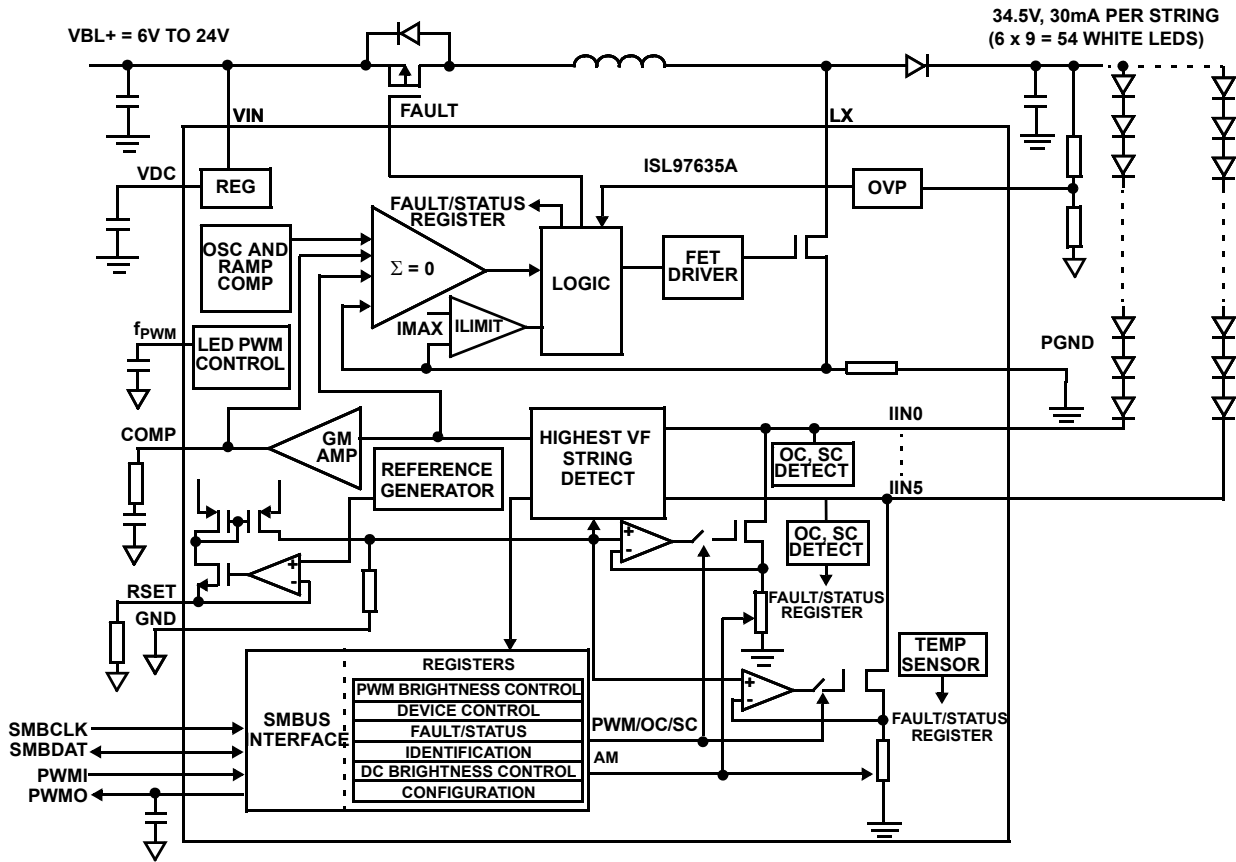 VBL+ = 6V TO 24V
34.5V, 30mA PER STRING
(6 x 9 = 54 WHITE LEDS)
FAULT
VIN
LX
VDC
REG
ISL97635A
OVP
FAULT/STATUS
REGISTER
OSC AND
RAMP
COMP
Σ = 0
LOGIC
FET
DRIVER
IMAX
ILIMIT
fPWM
LED PWM
CONTROL
PGND
COMP
GM
AMP
HIGHEST VF
STRING
DETECT
IIN0
OC, SC
DETECT
REFERENCE
GENERATOR
IIN5
+
-
OC, SC
DETECT
+
-
RSET
FAULT/STATUS
REGISTER
GND
REGISTERS
TEMP
SENSOR
PWM BRIGHTNESS CONTROL
+
-
DEVICE CONTROL
SMBUS
NTERFACE
FAULT/STATUS
PWM/OC/SC
FAULT/STATUS
REGISTER
SMBCLK
SMBDAT
IDENTIFICATION
AM
PWMI
DC BRIGHTNESS CONTROL
PWMO
CONFIGURATION